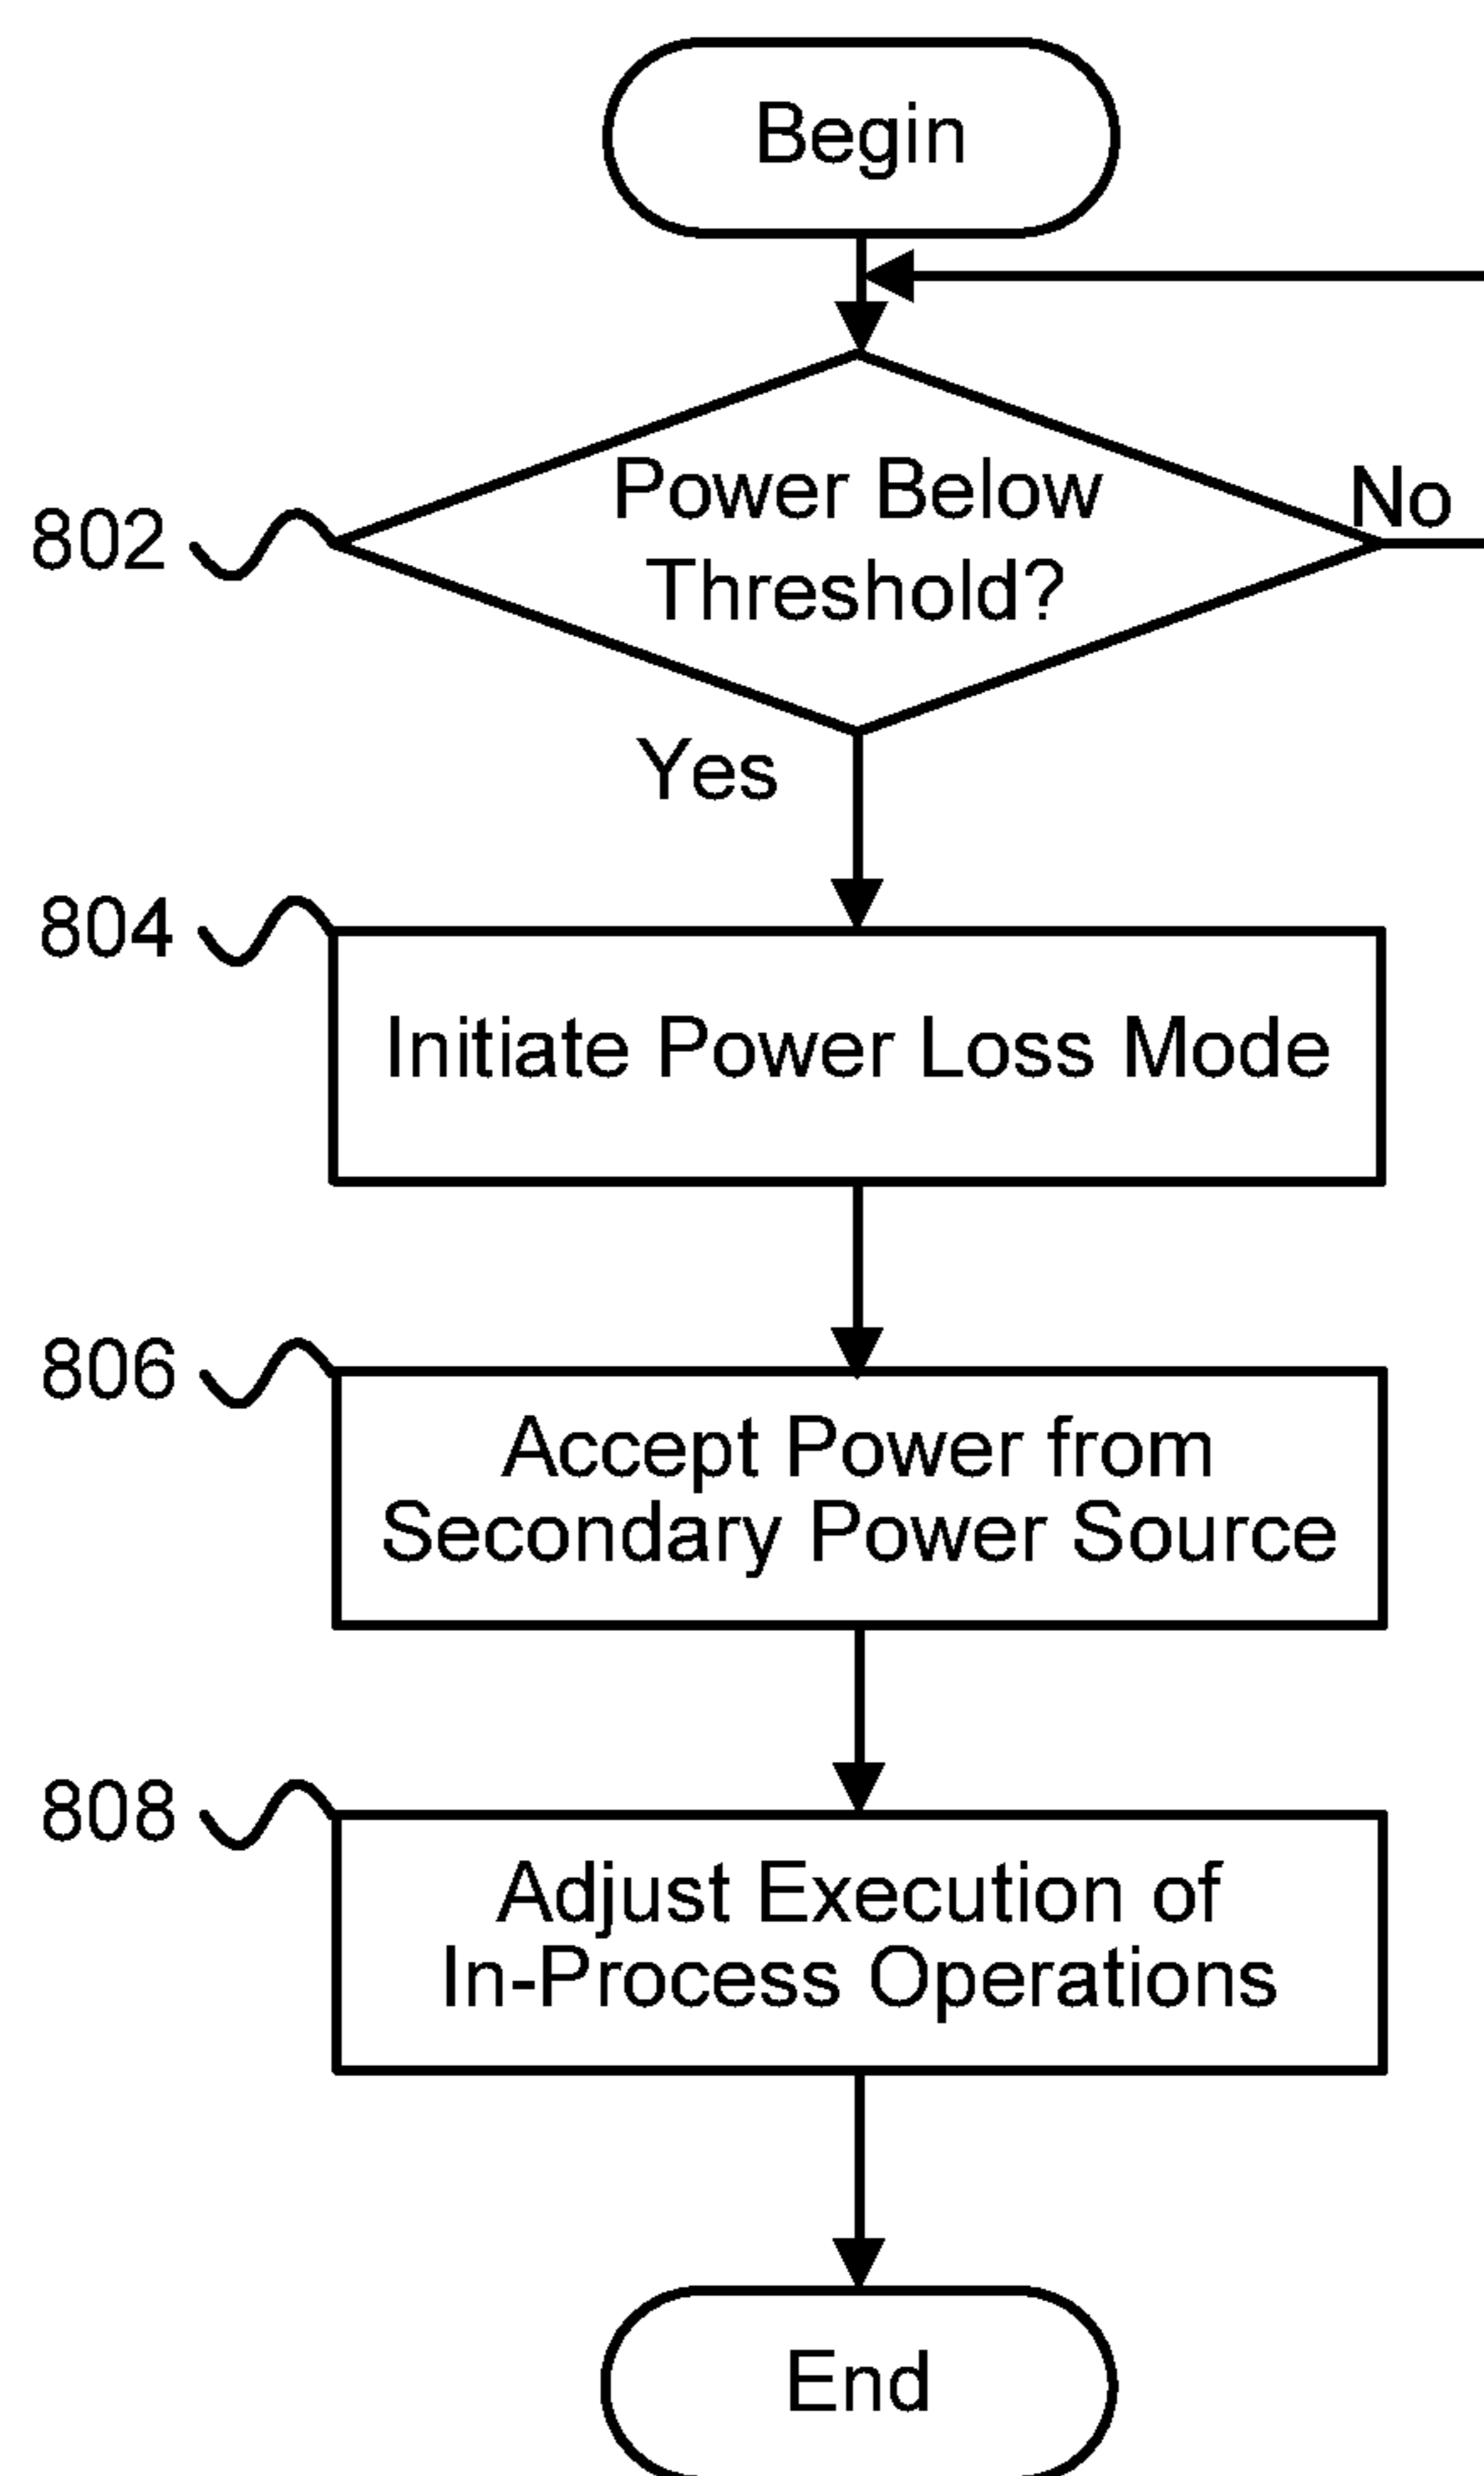 Begin
Power Below
Threshold?
802
No
Yes
804
Initiate Power Loss Mode
806
Accept Power from
Secondary Power Source
808
Adjust Execution of
In-Process Operations
End